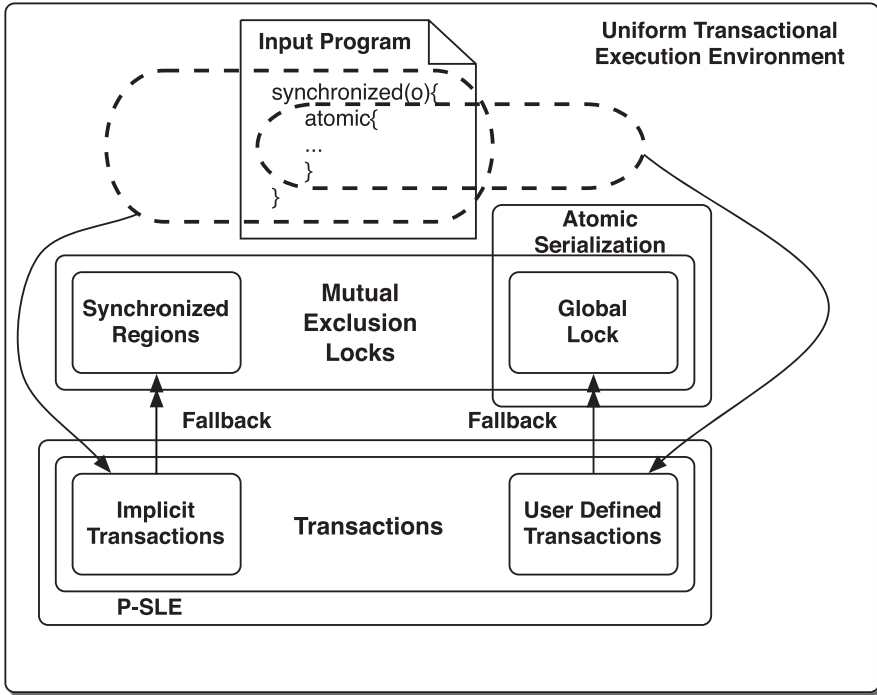 Uniform Transactional
Execution Environment
Input Program
synchronized(o){
atomic{
...
}
}
Atomic
Serialization
Synchronized
Regions
Mutual
Exclusion
Locks
Global
Lock
Fallback
Fallback
Implicit
Transactions
Transactions
User Defined
Transactions
P-SLE